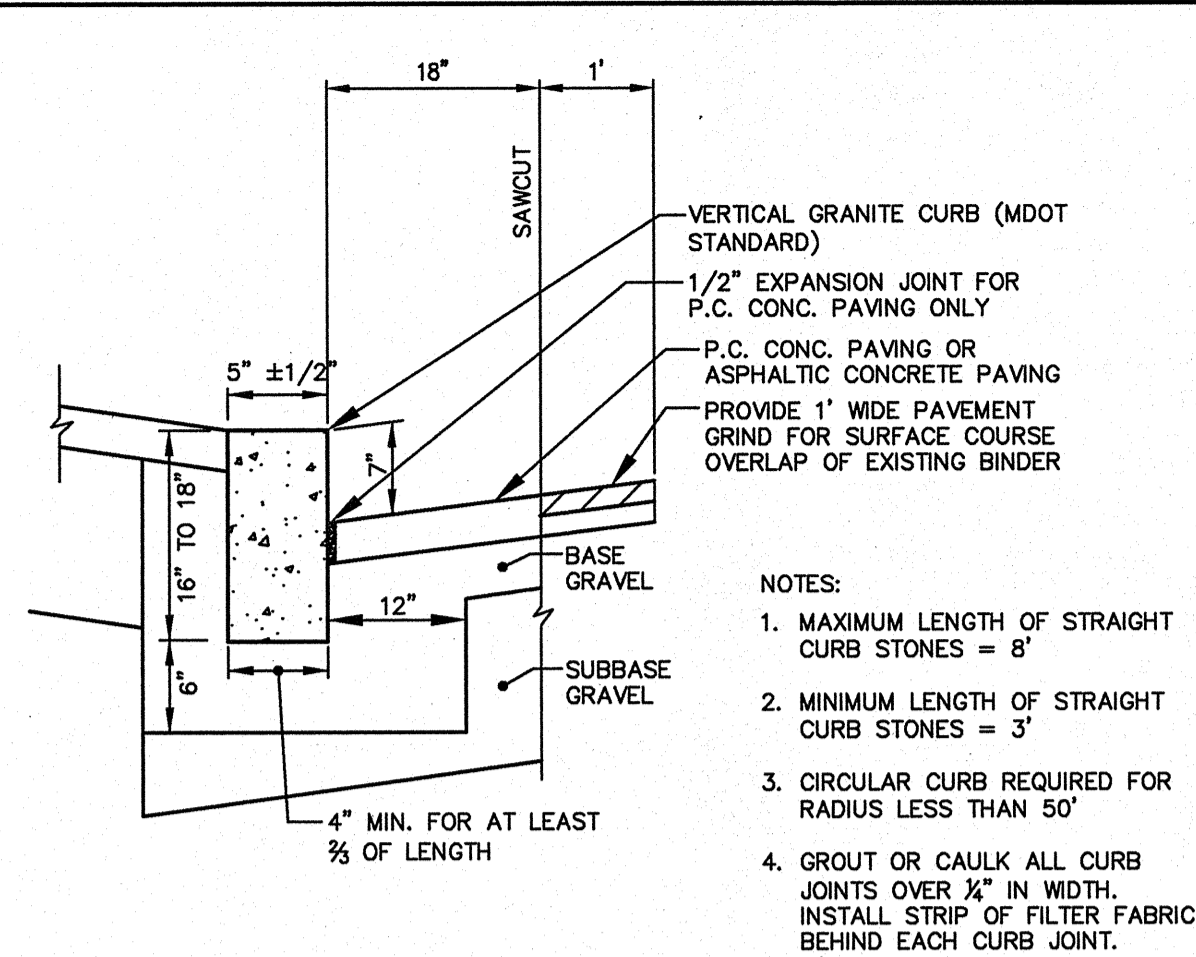 18"
1'
SAWCUT
VERTICAL GRANITE CURB (MDOT
STANDARD)
1/2" EXPANSION JOINT FOR
P.C. CONC. PAVING ONLY
P.C. CONC. PAVING OR
ASPHALTIC CONCRETE PAVING
PROVIDE 1' WIDE PAVEMENT
GRIND FOR SURFACE COURSE
OVERLAP OF EXISTING BINDER
5" ±1/2"
7"
16" TO 18"
BASE
GRAVEL
12"
6"
SUBBASE
GRAVEL
4" MIN. FOR AT LEAST
⅔ OF LENGTH
NOTES:
1. MAXIMUM LENGTH OF STRAIGHT
CURB STONES = 8'
2. MINIMUM LENGTH OF STRAIGHT
CURB STONES = 3'
3. CIRCULAR CURB REQUIRED FOR
RADIUS LESS THAN 50'
4. GROUT OR CAULK ALL CURB
JOINTS OVER ¼" IN WIDTH.
INSTALL STRIP OF FILTER FABRIC
BEHIND EACH CURB JOINT.